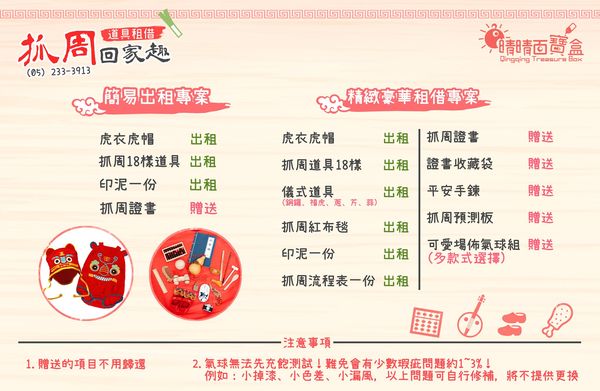 抓周
道具租借
回家趣
(05) 233-3913
晴晴百寶盒
Qingqing Treasure Box
簡易出租專案
虎衣虎帽 出租
抓周18樣道具 出租
印泥一份 出租
抓周證書 贈送
精緻豪華租借專案
虎衣虎帽 出租
抓周道具18樣 出租
儀式道具 出租
抓周紅布毯 出租
印泥一份 出租
抓周流程表一份 出租
抓周證書 贈送
證書收藏袋 贈送
平安手鍊 贈送
抓周預測板 贈送
可愛場佈氣球組 贈送
(多款式選擇)
注意事項
1. 贈送的項目不用歸還
2. 氣球無法先充飽測試！難免會有少數瑕疵問題約1~3%！
例如：小掉漆、小色差、小漏風，以上問題可自行修補，將不提供更換